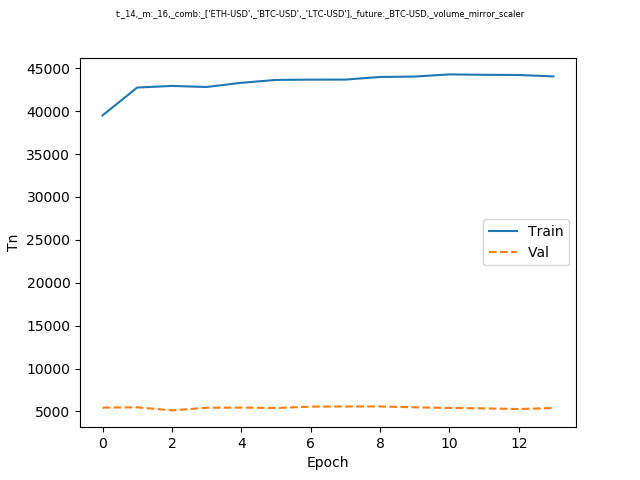 t:_14,_m:_16,_comb:_['ETH-USD',_'BTC-USD',_'LTC-USD'],_future:_BTC-USD,_volume_mirror_scaler
45000
40000
35000
30000
25000
20000
15000
10000
5000
Tn
Train
Val
0 2 4 6 8 10 12
Epoch